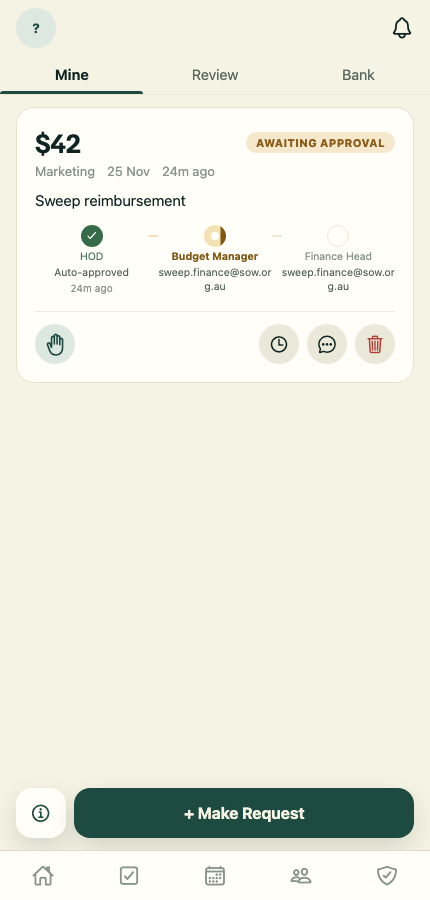 ?
Mine
Review
Bank
$42
AWAITING APPROVAL
Marketing 25 Nov 24m ago
Sweep reimbursement
HOD
Auto-approved
24m ago
Budget Manager
sweep.finance@sow.or
g.au
Finance Head
sweep.finance@sow.or
g.au
+ Make Request